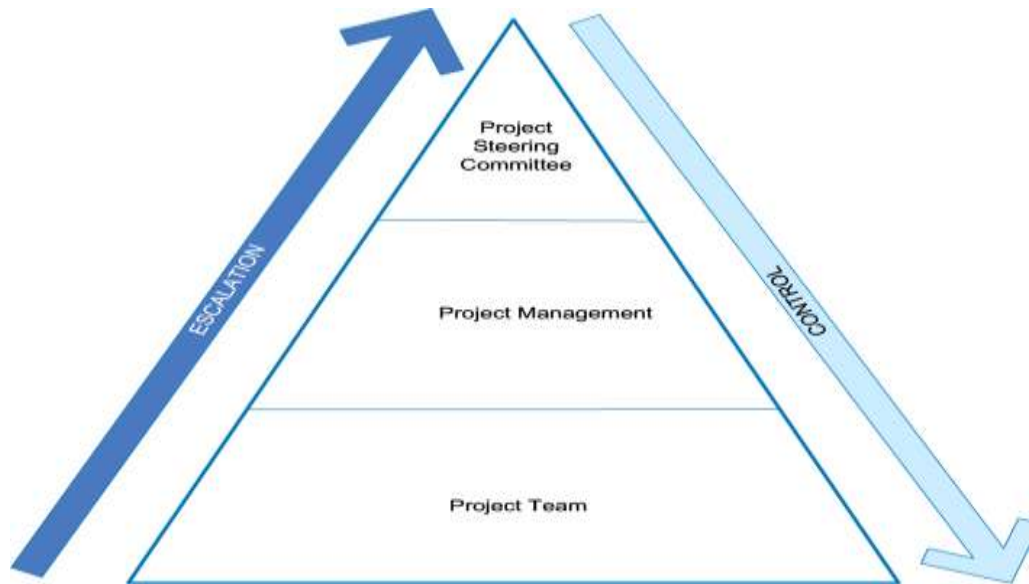 Project
Steering
Committee
ESCALATION
Project Management
CONTROL
Project Team